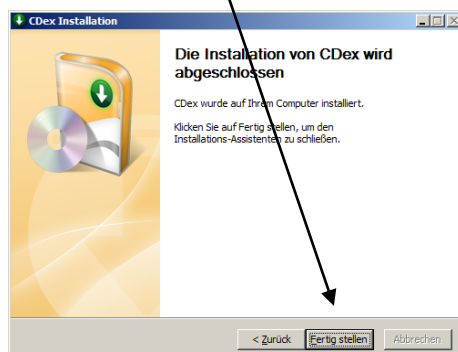 CDex Installation
Die Installation von CDex wird
abgeschlossen
CDex wurde auf Ihrem Computer installiert.
Klicken Sie auf Fertig stellen, um den
Installations-Assistenten zu schließen.
< Zurück Fertig stellen Abbrechen